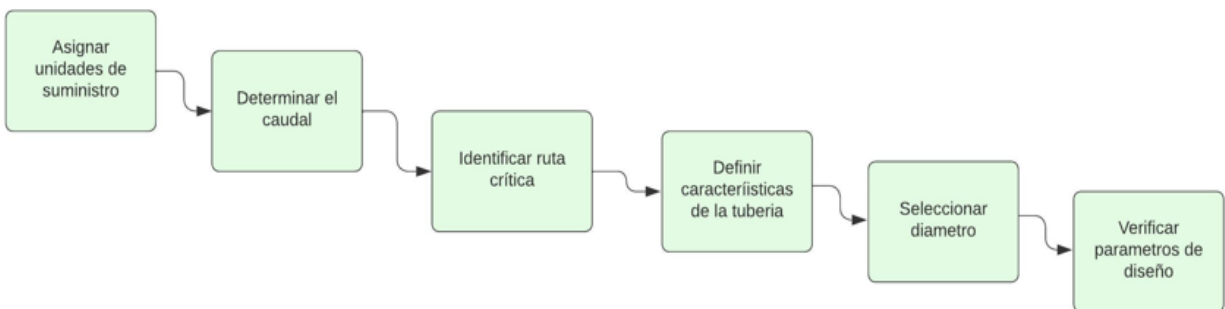 Asignar
unidades de
suministro
Determinar el
caudal
Identificar ruta
crítica
Definir
caracteríisticas
de la tuberia
Seleccionar
diametro
Verificar
parametros de
diseño